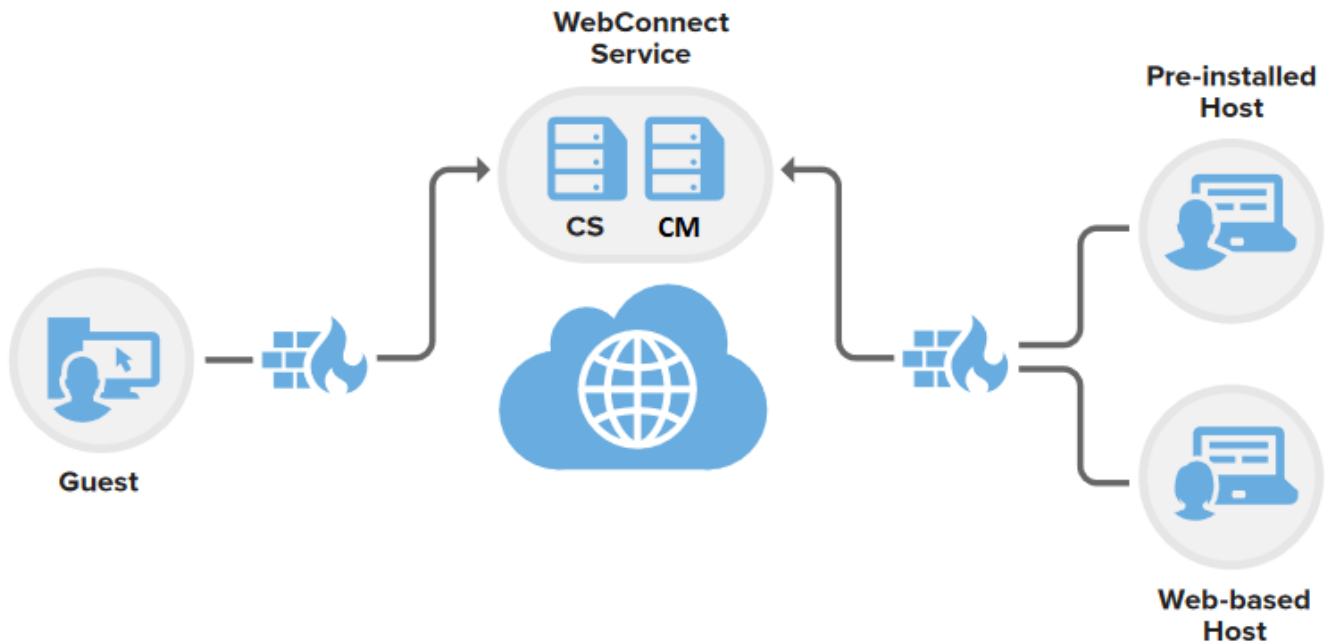 WebConnect
Service
CS
CM
Pre-installed
Host
Guest
Web-based
Host